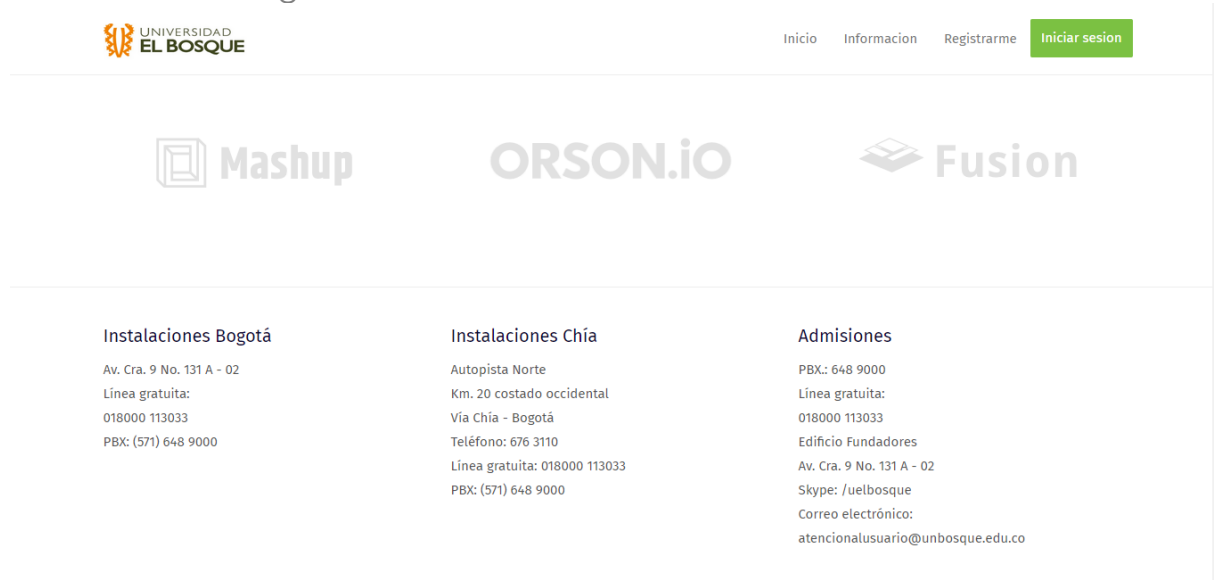 UNIVERSIDAD
EL BOSQUE
Inicio Informacion Registrarme Iniciar sesion
Mashup ORSON.iO Fusion
Instalaciones Bogotá
Av. Cra. 9 No. 131 A - 02
Línea gratuita:
018000 113033
PBX: (571) 648 9000
Instalaciones Chía
Autopista Norte
Km. 20 costado occidental
Vía Chía - Bogotá
Teléfono: 676 3110
Línea gratuita: 018000 113033
PBX: (571) 648 9000
Admisiones
PBX.: 648 9000
Línea gratuita:
018000 113033
Edificio Fundadores
Av. Cra. 9 No. 131 A - 02
Skype: /uelbosque
Correo electrónico:
atencionalusuario@unbosque.edu.co